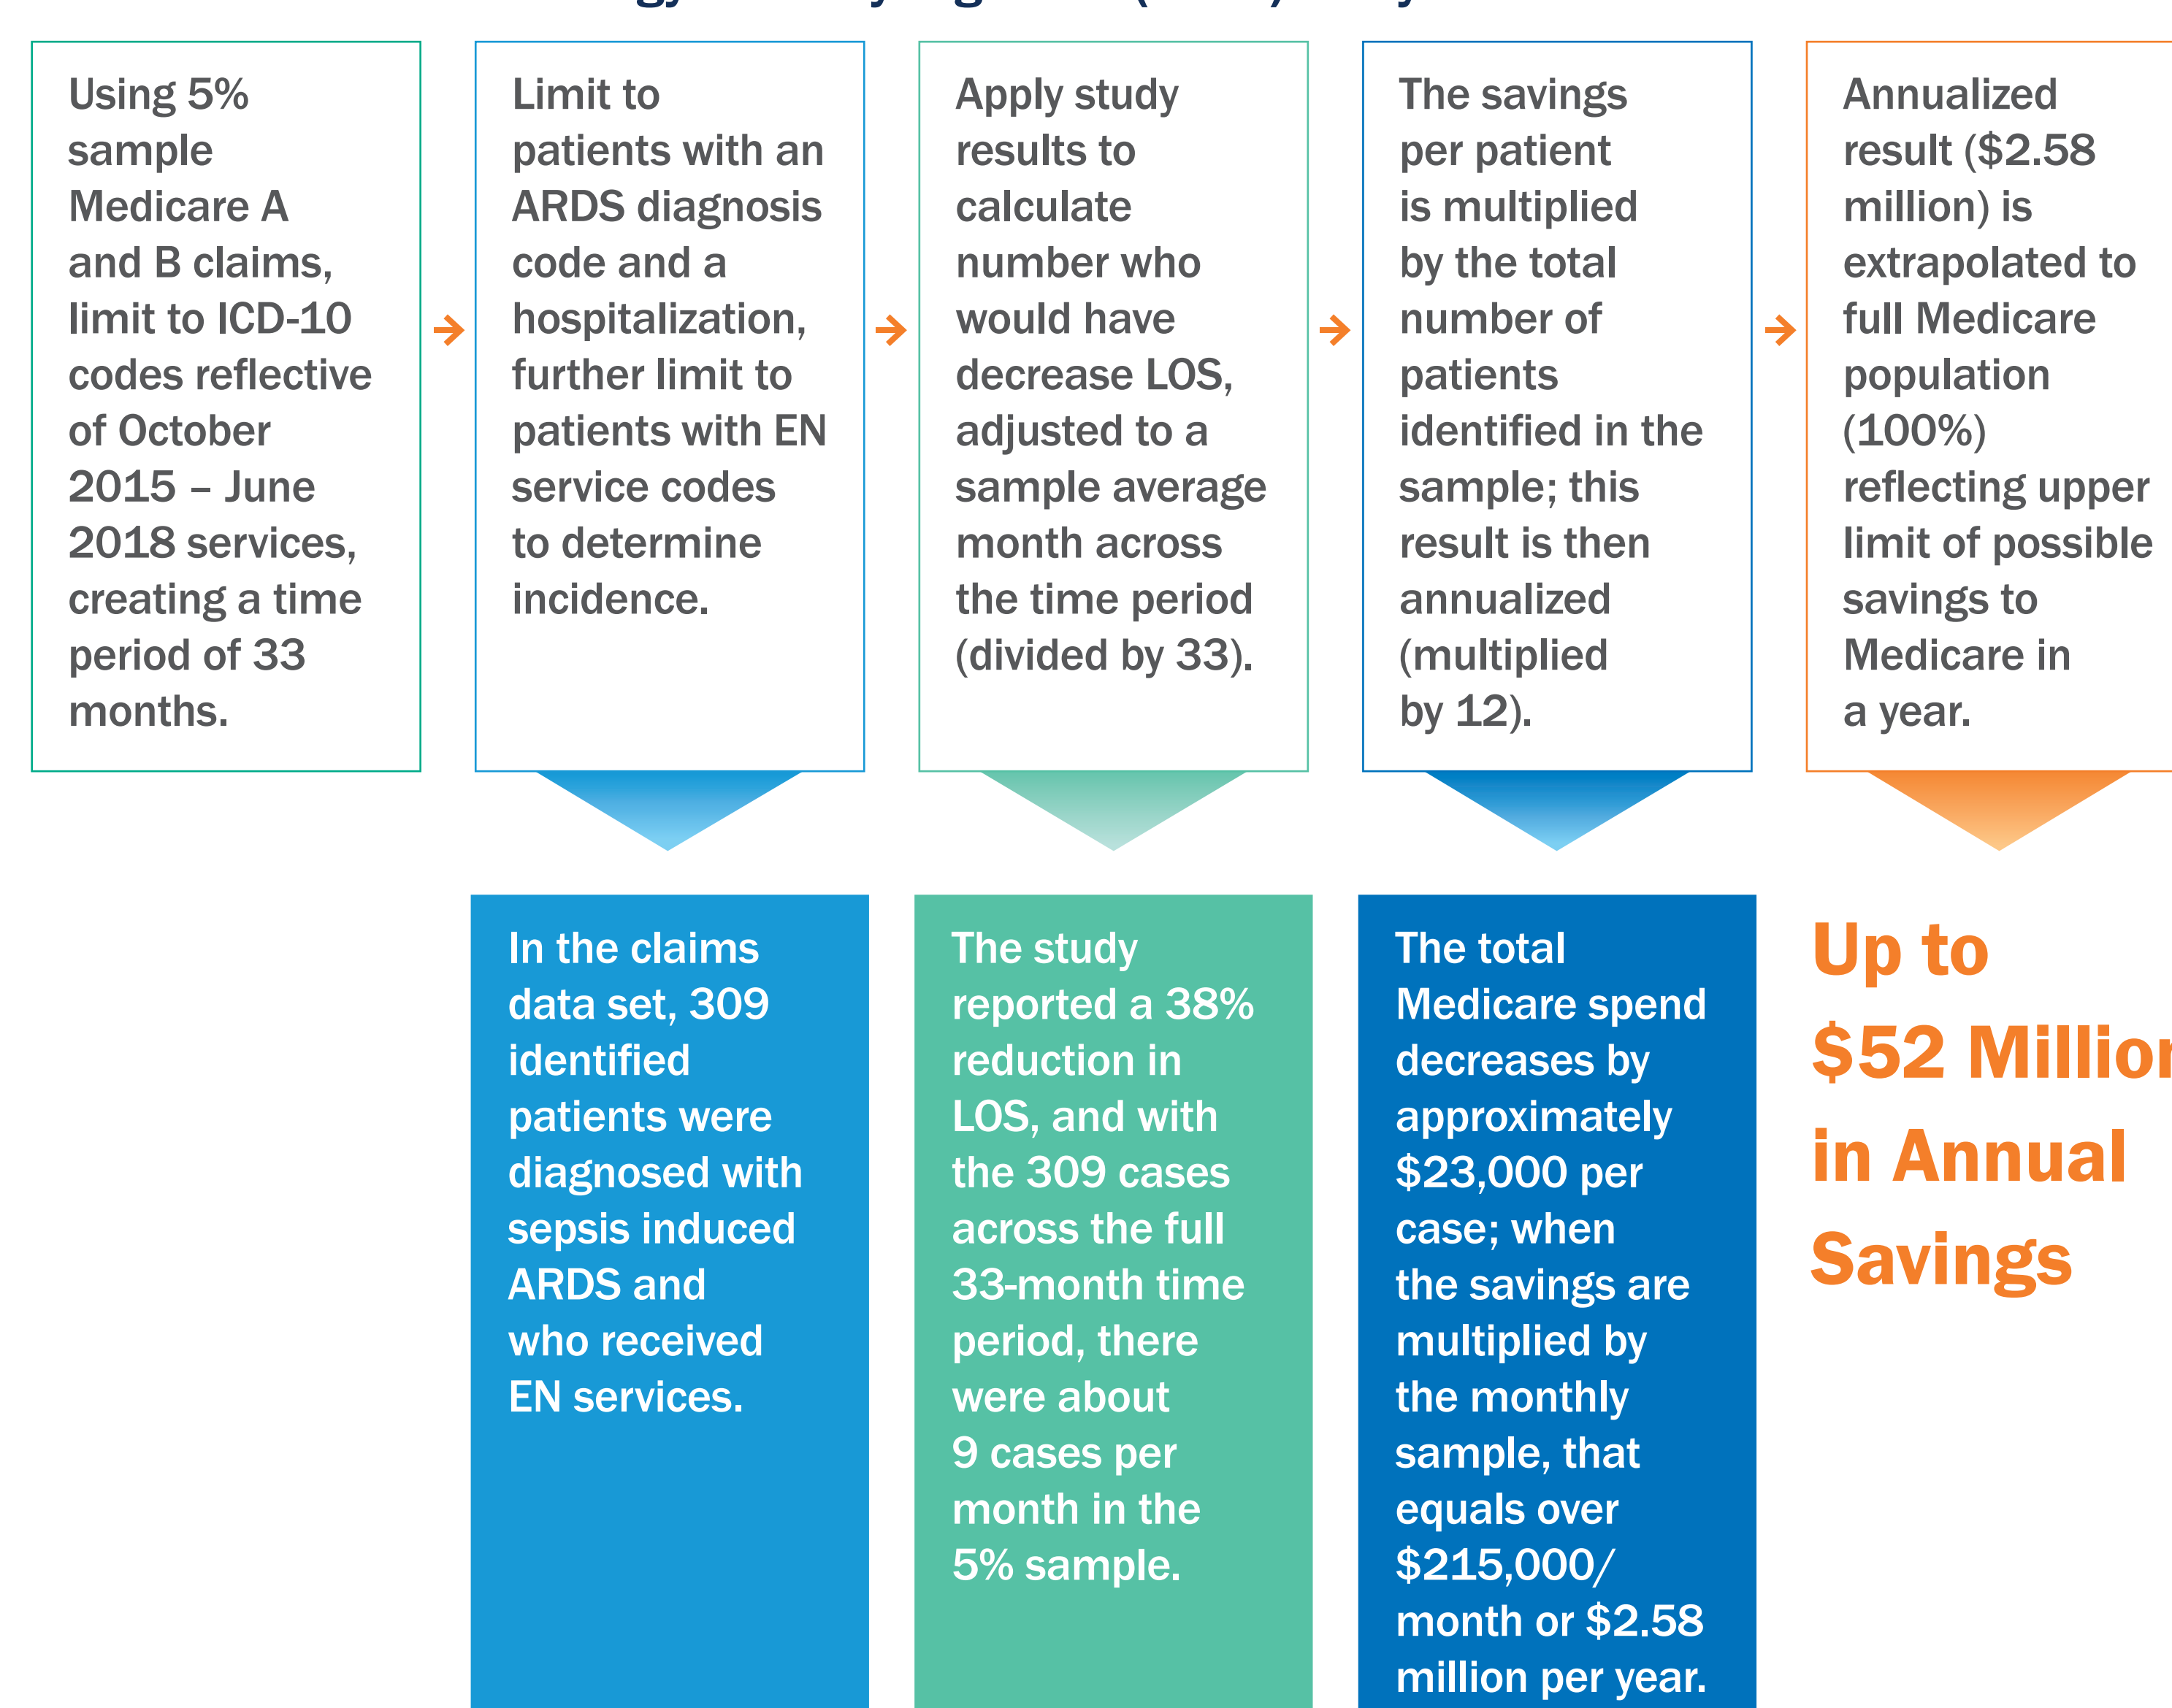 Using 5%
sample
Medicare A
and B claims,
limit to ICD-10
codes reflective
of October
2015 – June
2018 services,
creating a time
period of 33
months.
Limit to
patients with an
ARDS diagnosis
code and a
hospitalization,
further limit to
patients with EN
service codes
to determine
incidence.
Apply study
results to
calculate
number who
would have
decrease LOS,
adjusted to a
sample average
month across
the time period
(divided by 33).
The savings
per patient
is multiplied
by the total
number of
patients
identified in the
sample; this
result is then
annualized
(multiplied
by 12).
Annualized
result ($2.58
million) is
extrapolated to
full Medicare
population
(100%)
reflecting upper
limit of possible
savings to
Medicare in
a year.
In the claims
data set, 309
identified
patients were
diagnosed with
sepsis induced
ARDS and
who received
EN services.
The study
reported a 38%
reduction in
LOS, and with
the 309 cases
across the full
33-month time
period, there
were about
9 cases per
month in the
5% sample.
The total
Medicare spend
decreases by
approximately
$23,000 per
case; when
the savings are
multiplied by
the monthly
sample, that
equals over
$215,000/
month or $2.58
million per year.
Up to
$52 Million
in Annual
Savings